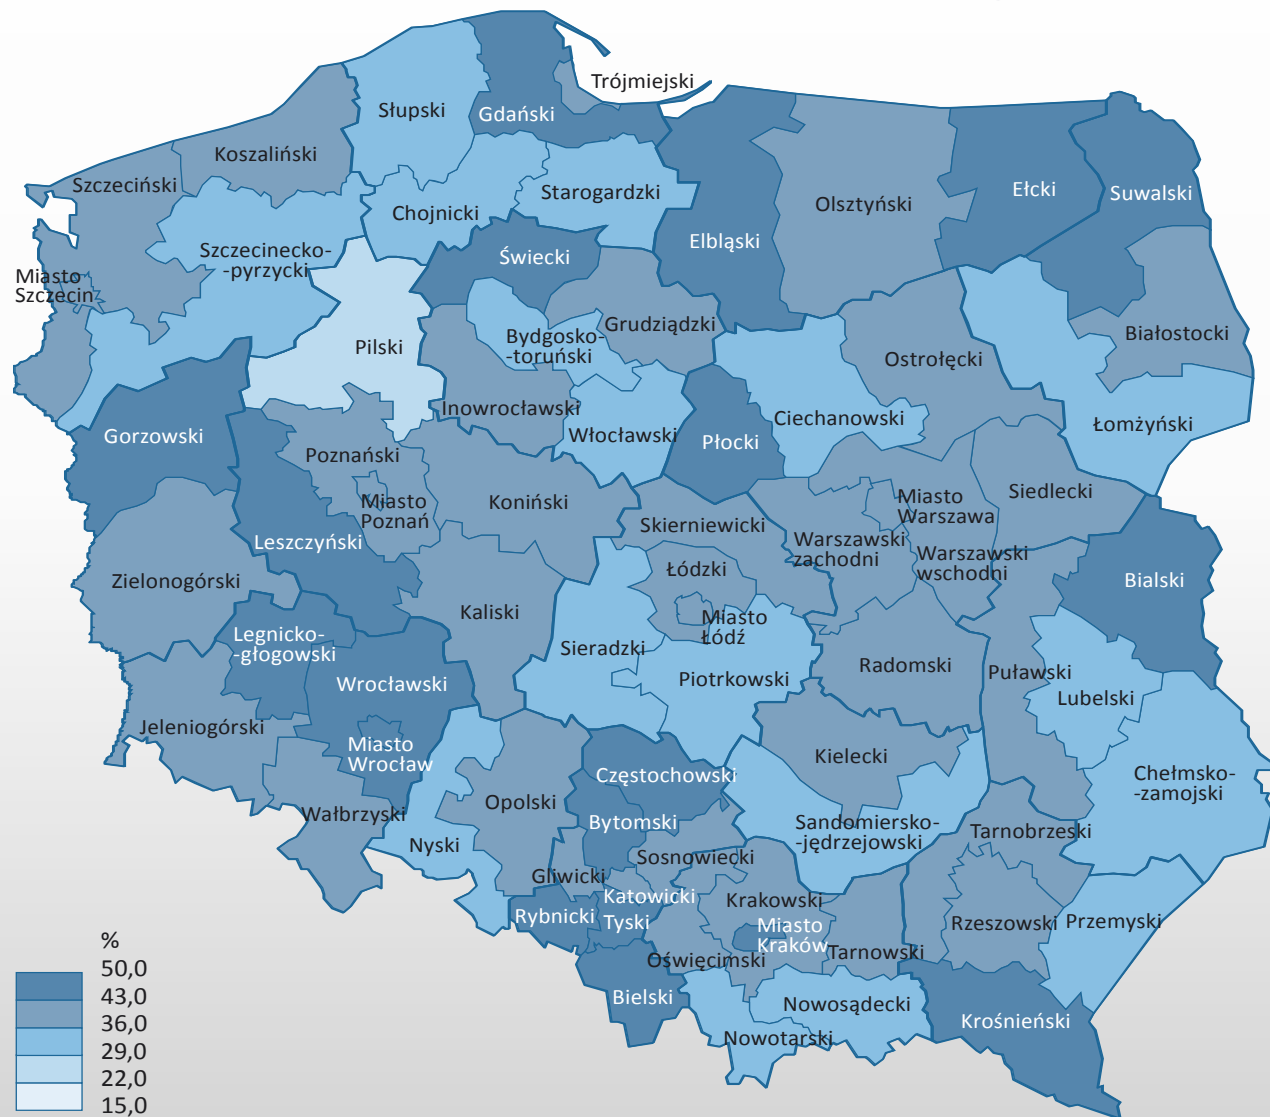 Trójmiejski
Słupski
Gdański
Koszaliński
Szczeciński
Starogardzki
Chojnicki
Olsztyński
Ełcki
Suwalski
Elbląski
Szczecinecko-
-pyrzycki
Świecki
Miasto
Szczecin
Pilski
Bydgosko-
-toruński
Grudziądzki
Białostocki
Ostrołęcki
Inowrocławski
Ciechanowski
Łomżyński
Gorzowski
Włocławski
Płocki
Poznański
Miasto
Poznań
Koniński
Miasto
Warszawa
Siedlecki
Skierniewicki
Leszczyński
Warszawski
zachodni
Warszawski
wschodni
Zielonogórski
Łódzki
Bialski
Kaliski
Miasto
Łódź
Legnicko-
-głogowski
Sieradzki
Radomski
Puławski
Lubelski
Wrocławski
Piotrkowski
Jeleniogórski
Miasto
Wrocław
Kielecki
Częstochowski
Chełmsko-
-zamojski
Opolski
Wałbrzyski
Bytomski
Sandomiersko-
-jędrzejowski
Tarnobrzeski
Nyski
Sosnowiecki
Gliwicki
Katowicki
Krakowski
Rybnicki
Tyski
Miasto
Kraków
Rzeszowski
Przemyski
Oświęcimski
Tarnowski
Bielski
Nowosądecki
Krośnieński
Nowotarski
%
50,0
43,0
36,0
29,0
22,0
15,0